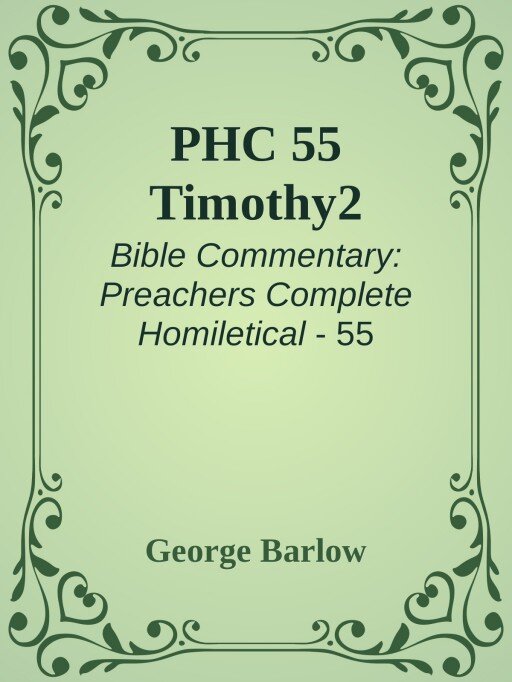 PHC 55
Timothy2
Bible Commentary:
Preachers Complete
Homiletical - 55
George Barlow